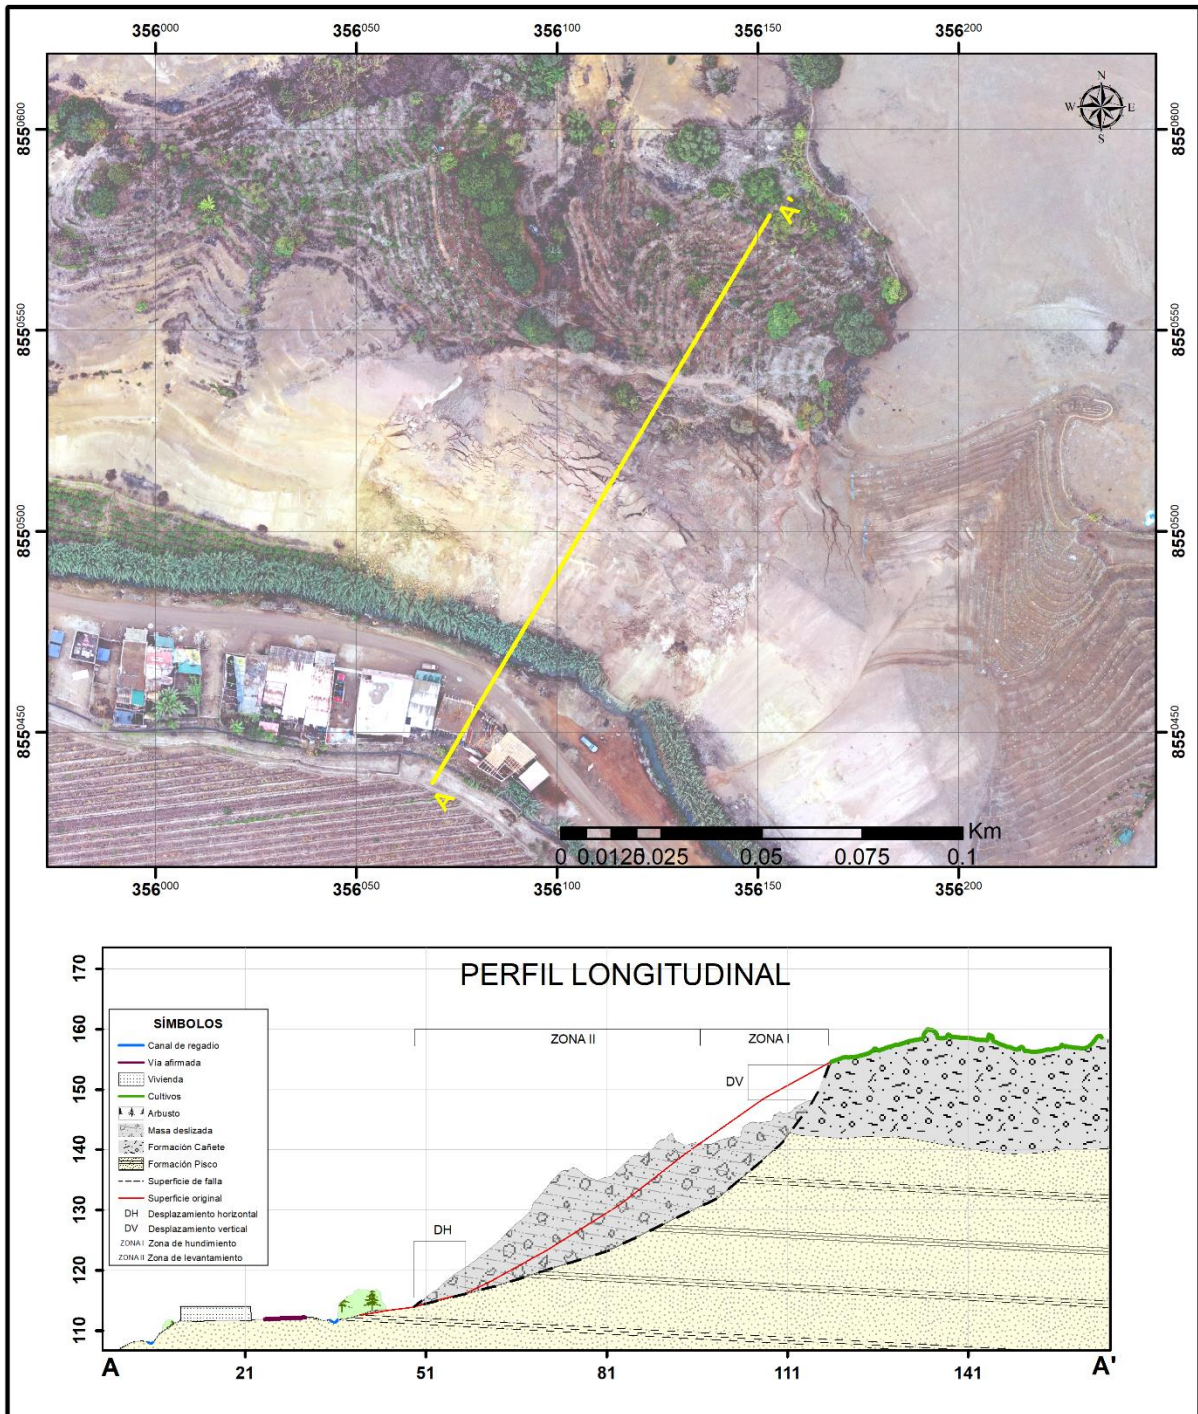 356000 356050 356100 356150 356200
N
W E
S
8550600 8550600
A'
8550550 8550550
8550500 8550500
8550450 8550450
A
Km
0 0.0125 0.025 0.05 0.075 0.1
356000 356050 356100 356150 356200
PERFIL LONGITUDINAL
170
160
150
140
130
120
110
SÍMBOLOS
Canal de regadio
Vía afirmada
Vivienda
Cultivos
Arbusto
Masa deslizada
Formación Cañete
Formación Pisco
Superficie de falla
Superficie original
DH Desplazamiento horizontal
DV Desplazamiento vertical
ZONA I Zona de hundimiento
ZONA II Zona de levantamiento
ZONA II ZONA I
DV
DH
A 21 51 81 111 141 A'